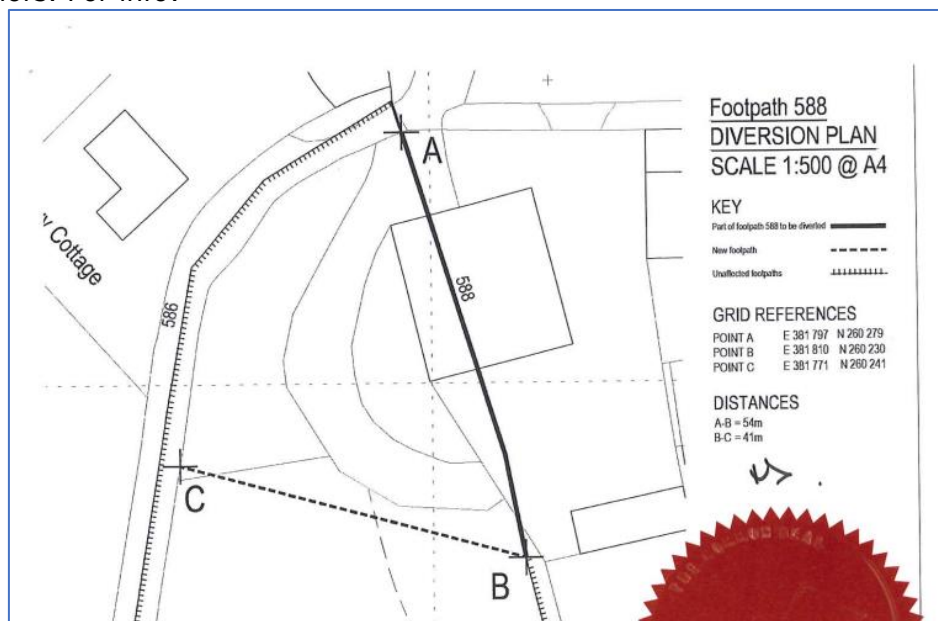 For info.
Footpath 588
DIVERSION PLAN
SCALE 1:500 @ A4
KEY
Part of footpath 588 to be diverted
New footpath
Unaffected footpaths
GRID REFERENCES
POINT A E 381 797 N 260 279
POINT B E 381 810 N 260 230
POINT C E 381 771 N 260 241
DISTANCES
A-B = 54m
B-C = 41m
A
Cottage
588
586
C
B